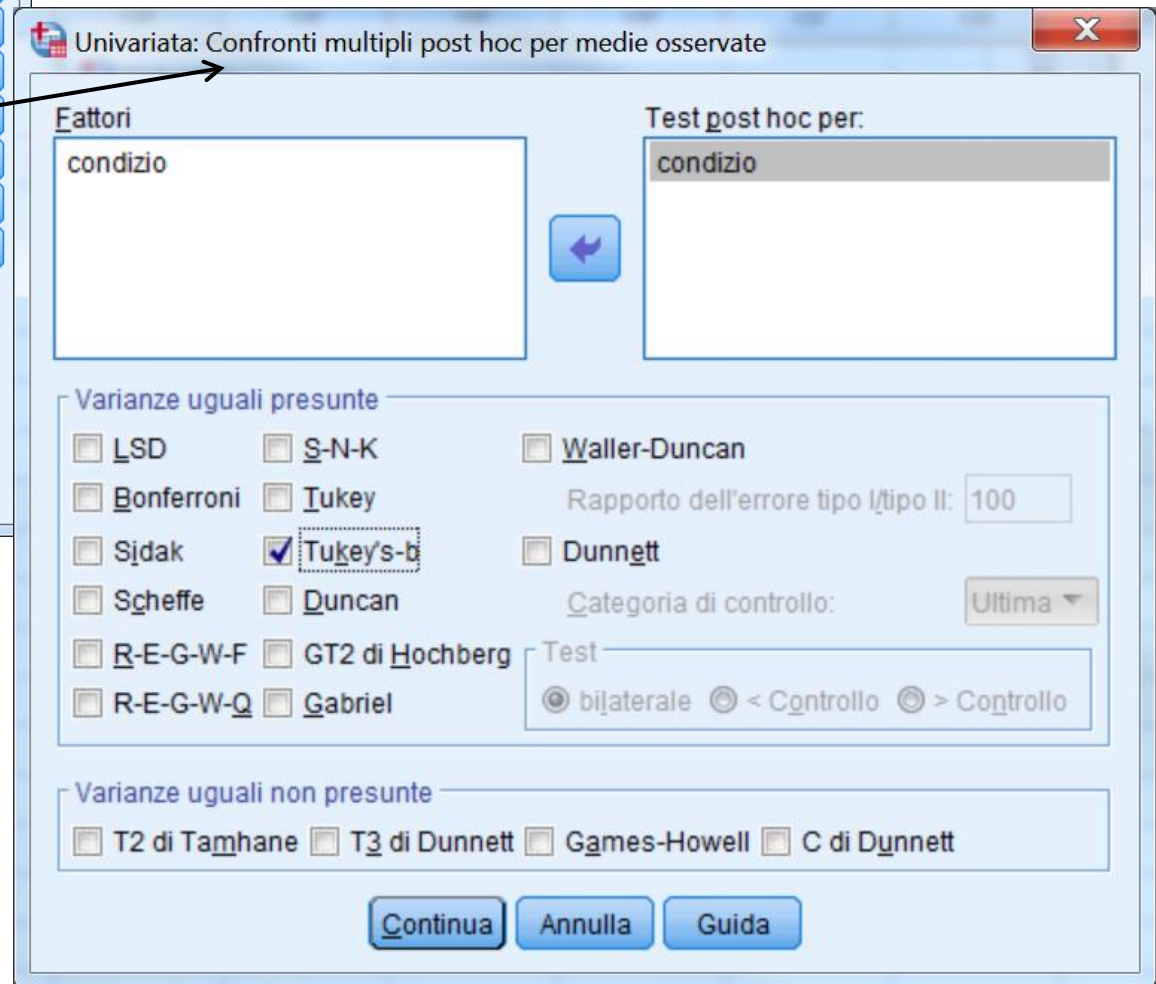 Univariata: Confronti multipli post hoc per medie osservate
Fattori
condizio
Test post hoc per:
condizio
Varianze uguali presunte
LSD
S-N-K
Waller-Duncan
Bonferroni
Tukey
Rapporto dell'errore tipo I/tipo II:
100
Sidak
Tukey's-b
Dunnett
Scheffe
Duncan
Categoria di controllo:
Ultima
R-E-G-W-F
GT2 di Hochberg
Test
R-E-G-W-Q
Gabriel
bilaterale
< Controllo
> Controllo
Varianze uguali non presunte
T2 di Tamhane
T3 di Dunnett
Games-Howell
C di Dunnett
Continua
Annulla
Guida